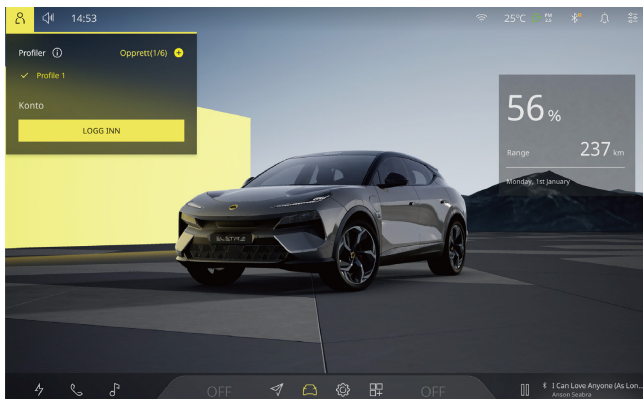 14:53
25°C
PM
Profiler
Opprett(1/6)
Profile 1
Konto
LOGG INN
56 %
Range
237 km
Monday, 1st January
OFF
OFF
I Can Love Anyone (As Lon...
Anson Seabra